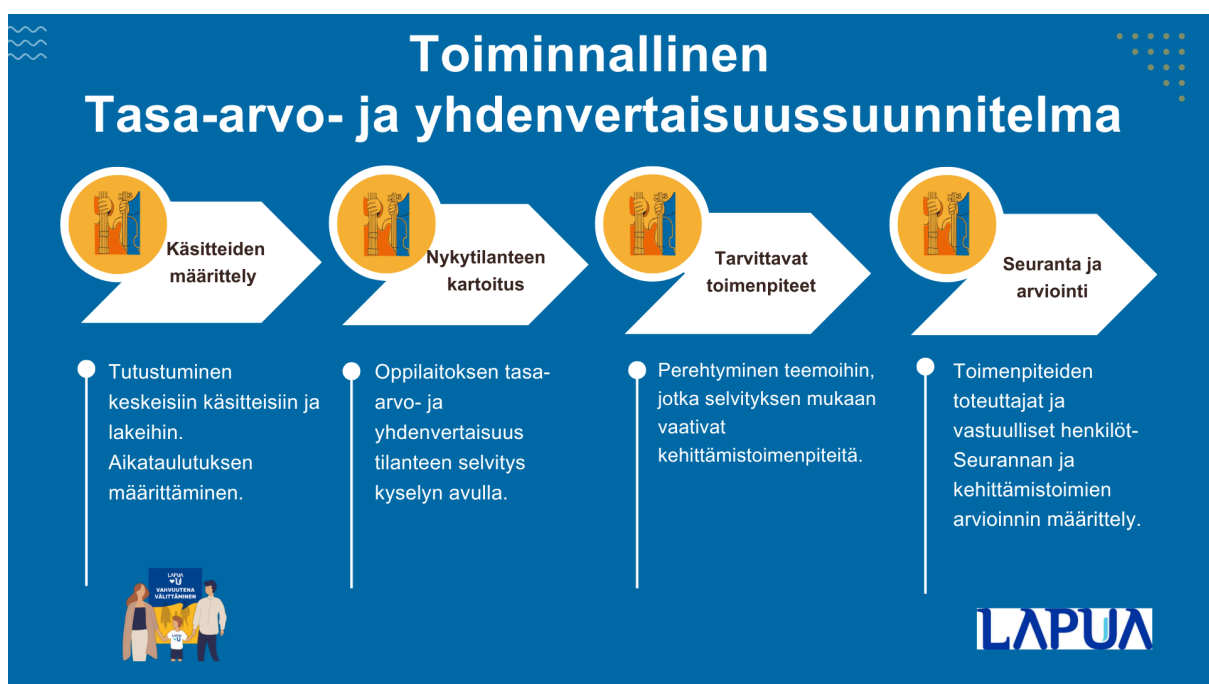 Toiminnallinen
Tasa-arvo- ja yhdenvertaisuussuunnitelma
Käsitteiden
määrittely
Nykytilanteen
kartoitus
Tarvittavat
toimenpiteet
Seuranta ja
arviointi
Tutustuminen
keskeisiin käsitteisiin ja
lakeihin.
Aikataulutuksen
määrittäminen.
Oppilaitoksen tasa-
arvo- ja
yhdenvertaisuus
tilanteen selvitys
kyselyn avulla.
Perehtyminen teemoihin,
jotka selvityksen mukaan
vaativat
kehittämistoimenpiteitä.
Toimenpiteiden
toteuttajat ja
vastuulliset henkilöt-
Seurannan ja
kehittämistoimien
arvioinnin määrittely.
LAPUA
U
VAHVUUTENA
VÄLITTÄMINEN
LAPUA
U
LAPUA